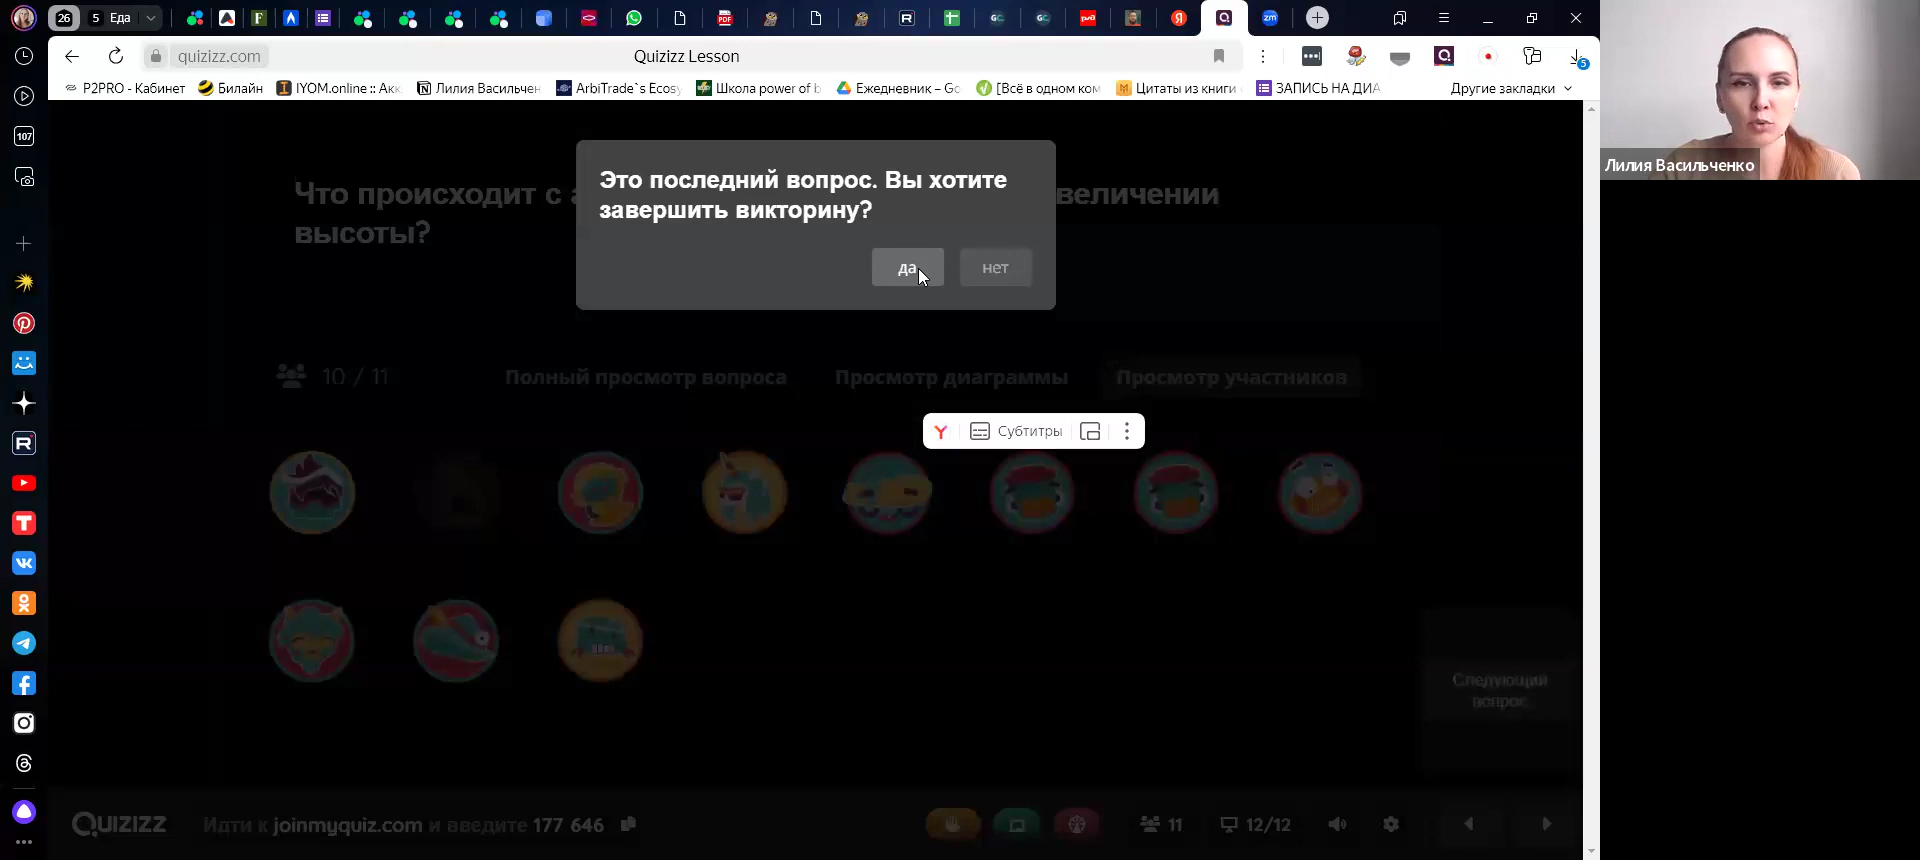 26
5 Еда
quizizz.com
Quizizz Lesson
5
P2PRO - Кабинет
Билайн
IYOM.online :: Акк
Лилия Васильчен
ArbiTrade`s Ecosy
Школа power of b
Ежедневник – Go
[Всё в одном ком
Цитаты из книги
ЗАПИСЬ НА ДИА
Другие закладки
107
Лилия Васильченко
Это последний вопрос. Вы хотите
завершить викторину?
да
нет
Что происходит с
величении
высоты?
10 / 11
Полный просмотр вопроса
Просмотр диаграммы
Просмотр участников
Субтитры
Следующий
вопрос
QUIZIZZ
Идти к joinmyquiz.com и введите 177 646
11
12/12